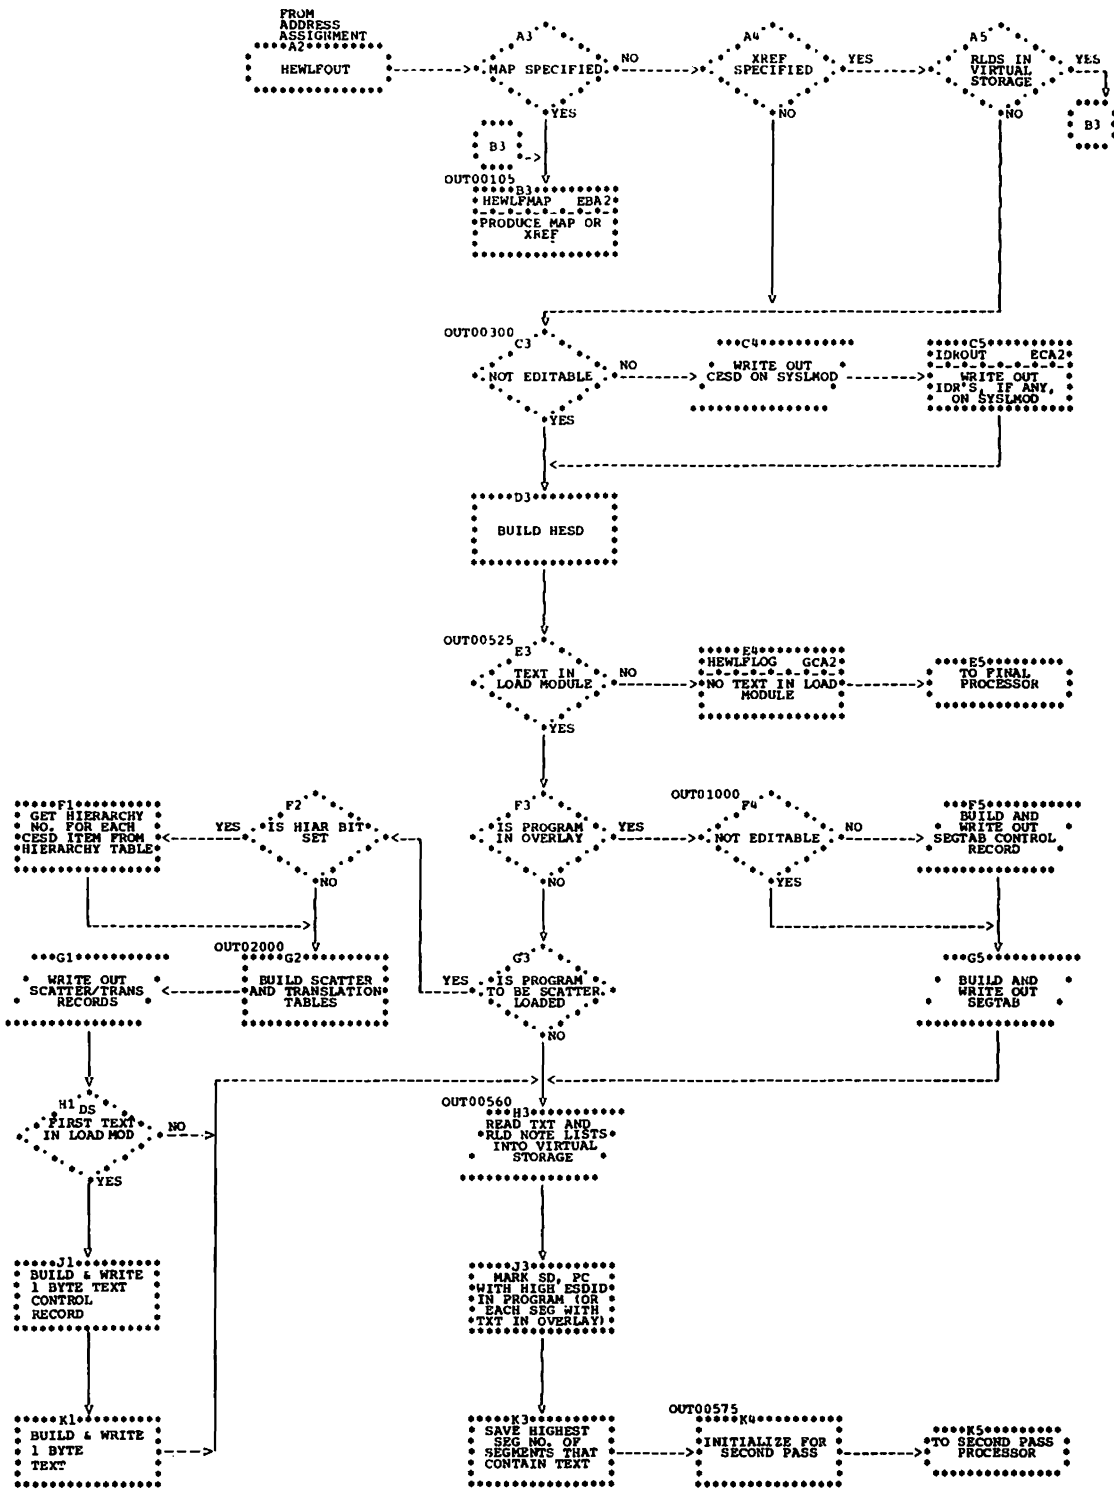 FROM
ADDRESS
ASSIGNMENT
A2
HEWLFQUT
A3
MAP SPECIFIED
NO
YES
A4
XREF
SPECIFIED
YES
NO
A5
RLDS IN
VIRTUAL
STORAGE
YES
NO
B3
B3
OUT00105
B3
HEWLFMAP EBA2
PRODUCE MAP OR
XREF
OUT00300
C3
NOT EDITABLE
NO
YES
C4
WRITE OUT
CESD ON SYSLMOD
C5
IDROUT ECA2
WRITE OUT
IDR'S, IF ANY,
ON SYSLMOD
D3
BUILD HESD
OUT00525
E3
TEXT IN
LOAD MODULE
NO
YES
E4
HEWLFLOG GCA2
NO TEXT IN LOAD
MODULE
E5
TO FINAL
PROCESSOR
F1
GET HIERARCHY
NO. FOR EACH
CESD ITEM FROM
HIERARCHY TABLE
F2
IS HIAR BIT
SET
YES
NO
F3
IS PROGRAM
IN OVERLAY
YES
NO
OUT01000
F4
NOT EDITABLE
NO
YES
F5
BUILD AND
WRITE OUT
SEGTAB CONTROL
RECORD
G1
WRITE OUT
SCATTER/TRANS
RECORDS
OUT02000
G2
BUILD SCATTER
AND TRANSLATION
TABLES
G3
IS PROGRAM
TO BE SCATTER
LOADED
YES
NO
G5
BUILD AND
WRITE OUT
SEGTAB
H1
DS
FIRST TEXT
IN LOAD MOD
NO
YES
OUT00560
H3
READ TXT AND
RLD NOTE LISTS
INTO VIRTUAL
STORAGE
J1
BUILD & WRITE
1 BYTE TEXT
CONTROL
RECORD
J3
MARK SD, PC
WITH HIGH ESDID
IN PROGRAM (OR
EACH SEG WITH
TXT IN OVERLAY)
K1
BUILD & WRITE
1 BYTE
TEXT
K3
SAVE HIGHEST
SEG NO. OF
SEGMENTS THAT
CONTAIN TEXT
OUT00575
K4
INITIALIZE FOR
SECOND PASS
K5
TO SECOND PASS
PROCESSOR